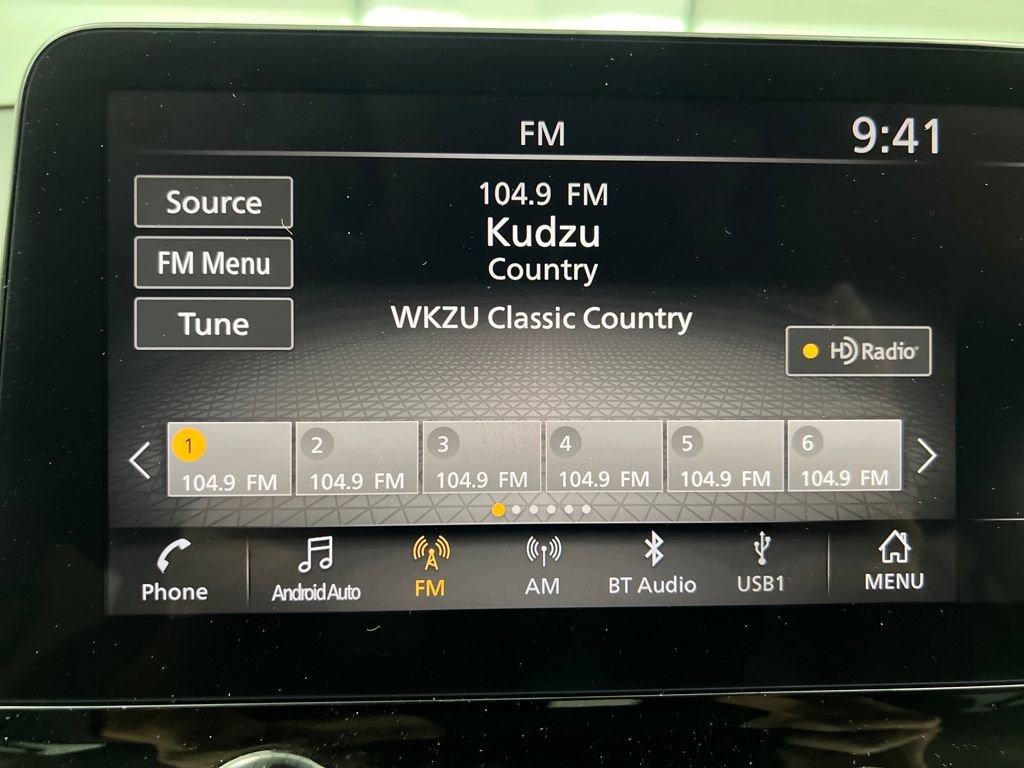 FM
9:41
Source
FM Menu
Tune
104.9 FM
Kudzu
Country
WKZU Classic Country
HD Radio
1
104.9 FM
2
104.9 FM
3
104.9 FM
4
104.9 FM
5
104.9 FM
6
104.9 FM
Phone
Android Auto
FM
AM
BT Audio
USB1
MENU